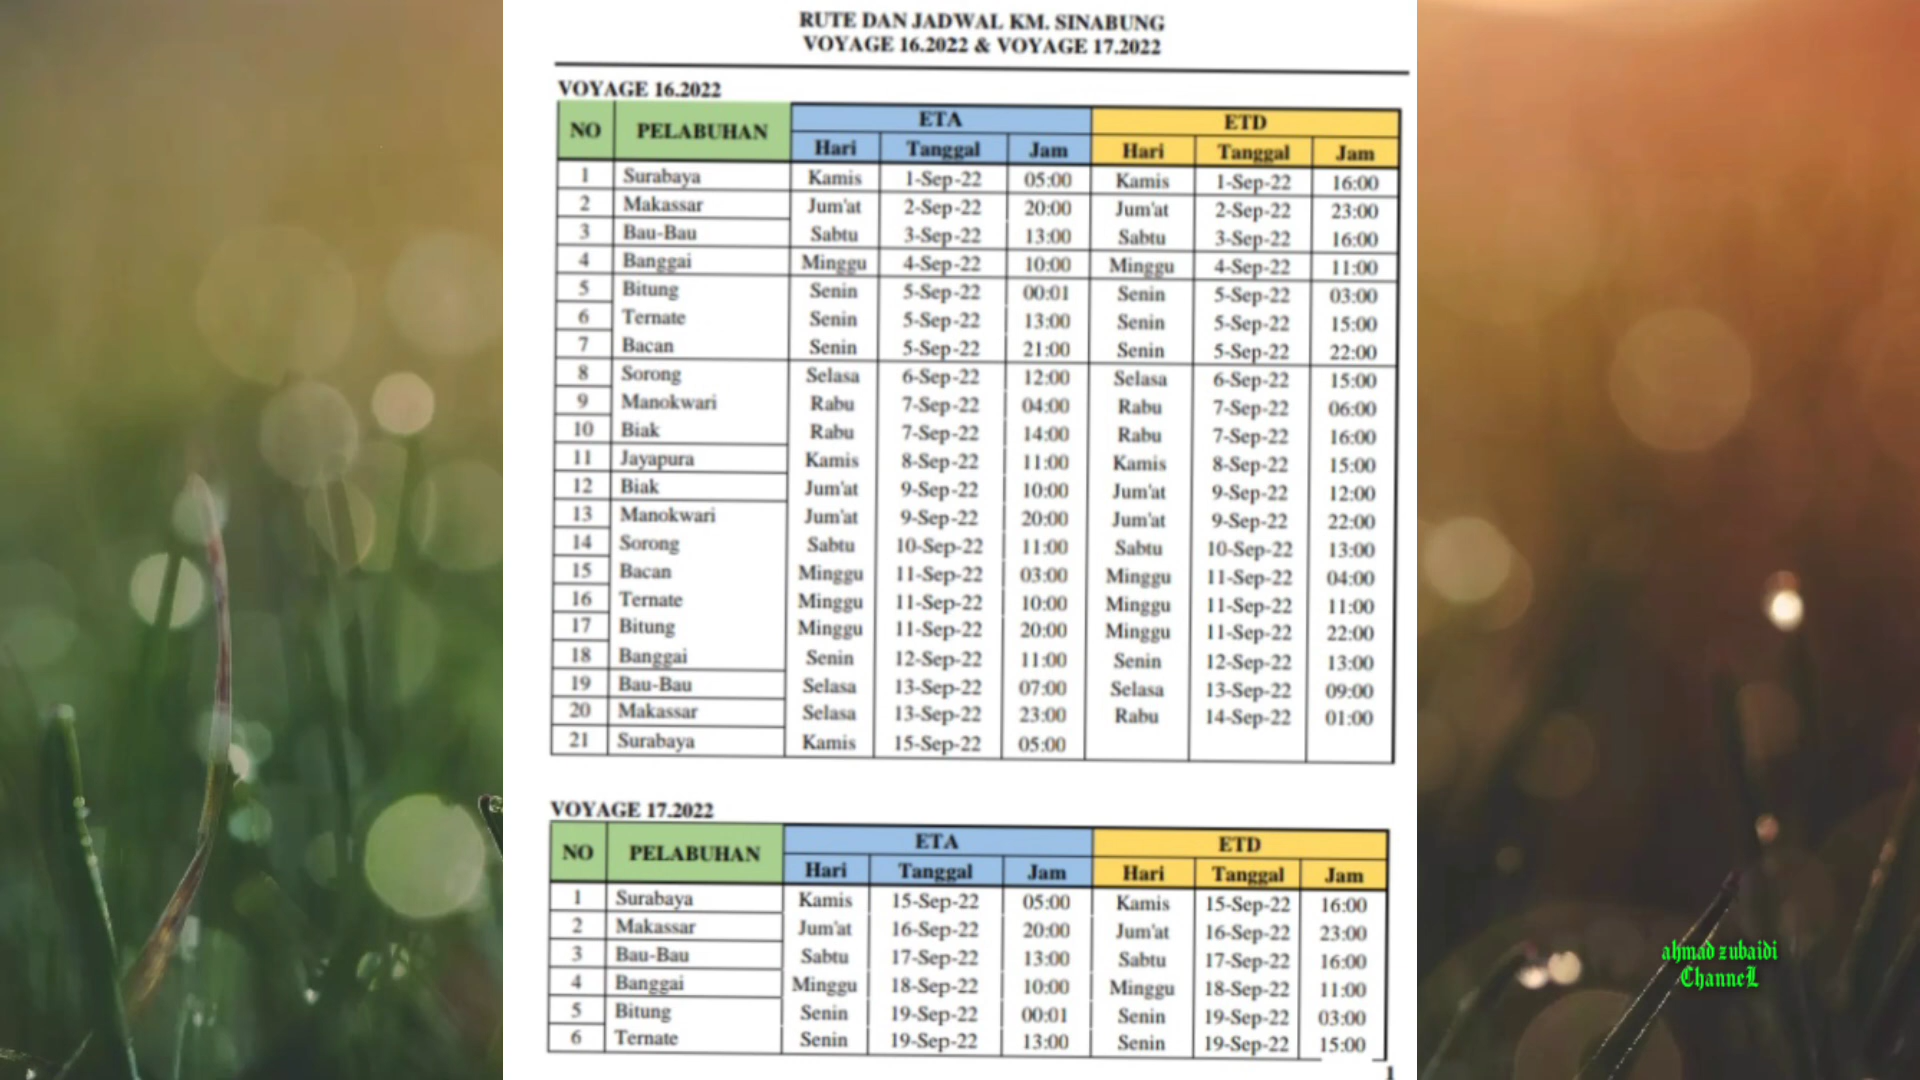 RUTE DAN JADWAL KM. SINABUNG
VOYAGE 16.2022 & VOYAGE 17.2022
VOYAGE 16.2022
NO PELABUHAN ETA ETD
Hari Tanggal Jam Hari Tanggal Jam
1 Surabaya Kamis 1-Sep-22 05:00 Kamis 1-Sep-22 16:00
2 Makassar Jum'at 2-Sep-22 20:00 Jum'at 2-Sep-22 23:00
3 Bau-Bau Sabtu 3-Sep-22 13:00 Sabtu 3-Sep-22 16:00
4 Banggai Minggu 4-Sep-22 10:00 Minggu 4-Sep-22 11:00
5 Bitung Senin 5-Sep-22 00:01 Senin 5-Sep-22 03:00
6 Ternate Senin 5-Sep-22 13:00 Senin 5-Sep-22 15:00
7 Bacan Senin 5-Sep-22 21:00 Senin 5-Sep-22 22:00
8 Sorong Selasa 6-Sep-22 12:00 Selasa 6-Sep-22 15:00
9 Manokwari Rabu 7-Sep-22 04:00 Rabu 7-Sep-22 06:00
10 Biak Rabu 7-Sep-22 14:00 Rabu 7-Sep-22 16:00
11 Jayapura Kamis 8-Sep-22 11:00 Kamis 8-Sep-22 15:00
12 Biak Jum'at 9-Sep-22 10:00 Jum'at 9-Sep-22 12:00
13 Manokwari Jum'at 9-Sep-22 20:00 Jum'at 9-Sep-22 22:00
14 Sorong Sabtu 10-Sep-22 11:00 Sabtu 10-Sep-22 13:00
15 Bacan Minggu 11-Sep-22 03:00 Minggu 11-Sep-22 04:00
16 Ternate Minggu 11-Sep-22 10:00 Minggu 11-Sep-22 11:00
17 Bitung Minggu 11-Sep-22 20:00 Minggu 11-Sep-22 22:00
18 Banggai Senin 12-Sep-22 11:00 Senin 12-Sep-22 13:00
19 Bau-Bau Selasa 13-Sep-22 07:00 Selasa 13-Sep-22 09:00
20 Makassar Selasa 13-Sep-22 23:00 Rabu 14-Sep-22 01:00
21 Surabaya Kamis 15-Sep-22 05:00
VOYAGE 17.2022
NO PELABUHAN ETA ETD
Hari Tanggal Jam Hari Tanggal Jam
1 Surabaya Kamis 15-Sep-22 05:00 Kamis 15-Sep-22 16:00
2 Makassar Jum'at 16-Sep-22 20:00 Jum'at 16-Sep-22 23:00
3 Bau-Bau Sabtu 17-Sep-22 13:00 Sabtu 17-Sep-22 16:00
4 Banggai Minggu 18-Sep-22 10:00 Minggu 18-Sep-22 11:00
5 Bitung Senin 19-Sep-22 00:01 Senin 19-Sep-22 03:00
6 Ternate Senin 19-Sep-22 13:00 Senin 19-Sep-22 15:00
1
ahmad zubaidi
ChanneL